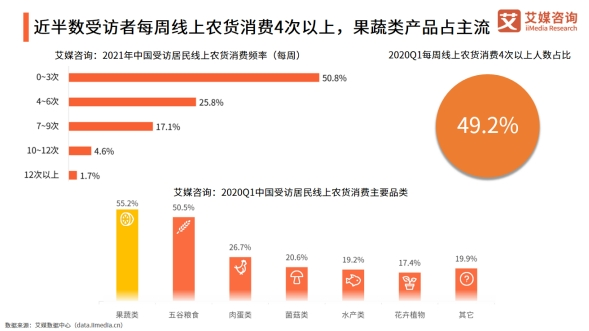 近半数受访者每周线上农货消费4次以上，果蔬类产品占主流
艾媒咨询
iiMedia Research
艾媒咨询：2021年中国受访居民线上农货消费频率（每周）
0~3次 50.8%
4~6次 25.8%
7~9次 17.1%
10~12次 4.6%
12次以上 1.7%
2020Q1每周线上农货消费4次以上人数占比
49.2%
艾媒咨询：2020Q1中国受访居民线上农货消费主要品类
55.2% 50.5% 26.7% 20.6% 19.2% 17.4% 19.9%
果蔬类 五谷粮食 肉蛋类 菌菇类 水产类 花卉植物 其它
数据来源：艾媒数据中心（data.iimedia.cn）